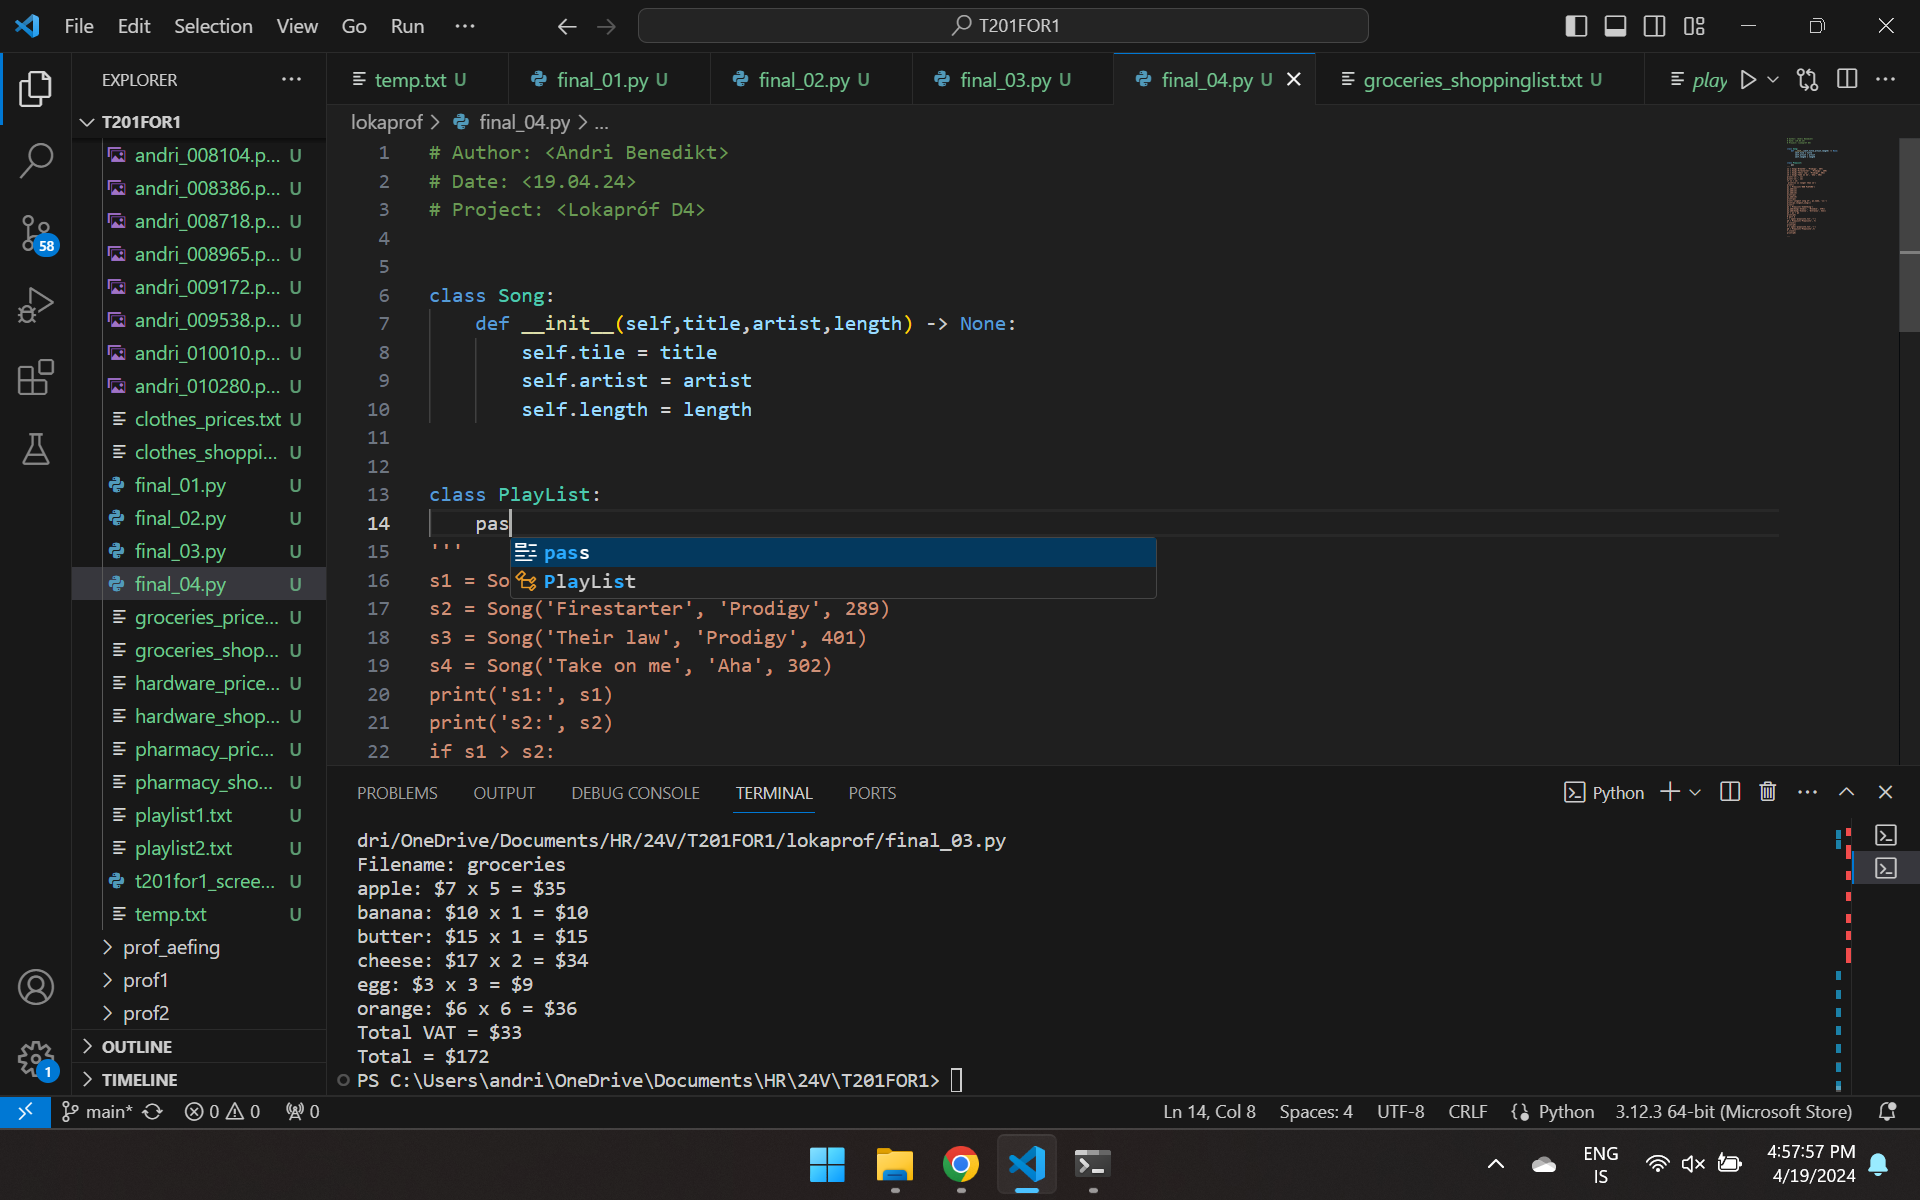 File Edit Selection View Go Run ···
T201FOR1
EXPLORER ···
temp.txt U
final_01.py U
final_02.py U
final_03.py U
final_04.py U
groceries_shoppinglist.txt U
play
T201FOR1
andri_008104.p... U
andri_008386.p... U
andri_008718.p... U
andri_008965.p... U
andri_009172.p... U
andri_009538.p... U
andri_010010.p... U
andri_010280.p... U
clothes_prices.txt U
clothes_shoppi... U
final_01.py U
final_02.py U
final_03.py U
final_04.py U
groceries_price... U
groceries_shop... U
hardware_price... U
hardware_shop... U
pharmacy_pric... U
pharmacy_sho... U
playlist1.txt U
playlist2.txt U
t201for1_scree... U
temp.txt U
prof_aefing
prof1
prof2
OUTLINE
TIMELINE
58
1
lokaprof > final_04.py > ...
1 # Author: <Andri Benedikt>
2 # Date: <19.04.24>
3 # Project: <Lokapróf D4>
4
5
6 class Song:
7 def __init__(self,title,artist,length) -> None:
8 self.tile = title
9 self.artist = artist
10 self.length = length
11
12
13 class PlayList:
14 pas
15 '''
pass
16 s1 = So
PlayList
17 s2 = Song('Firestarter', 'Prodigy', 289)
18 s3 = Song('Their law', 'Prodigy', 401)
19 s4 = Song('Take on me', 'Aha', 302)
20 print('s1:', s1)
21 print('s2:', s2)
22 if s1 > s2:
PROBLEMS OUTPUT DEBUG CONSOLE TERMINAL PORTS
Python
dri/OneDrive/Documents/HR/24V/T201FOR1/lokaprof/final_03.py
Filename: groceries
apple: $7 x 5 = $35
banana: $10 x 1 = $10
butter: $15 x 1 = $15
cheese: $17 x 2 = $34
egg: $3 x 3 = $9
orange: $6 x 6 = $36
Total VAT = $33
Total = $172
PS C:\Users\andri\OneDrive\Documents\HR\24V\T201FOR1>
main* 0 0 0
Ln 14, Col 8 Spaces: 4 UTF-8 CRLF Python 3.12.3 64-bit (Microsoft Store)
ENG
IS
4:57:57 PM
4/19/2024